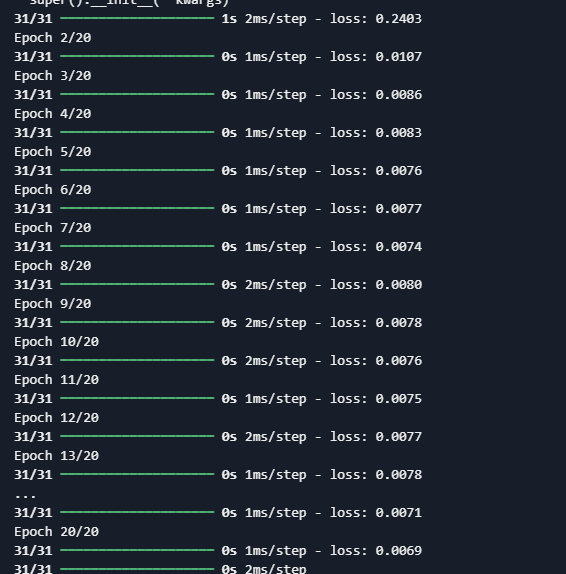 super().__init__(**kwargs)
31/31 ━━━━━━━━━━━━━━━━━━━━ 1s 2ms/step - loss: 0.2403
Epoch 2/20
31/31 ━━━━━━━━━━━━━━━━━━━━ 0s 1ms/step - loss: 0.0107
Epoch 3/20
31/31 ━━━━━━━━━━━━━━━━━━━━ 0s 1ms/step - loss: 0.0086
Epoch 4/20
31/31 ━━━━━━━━━━━━━━━━━━━━ 0s 1ms/step - loss: 0.0083
Epoch 5/20
31/31 ━━━━━━━━━━━━━━━━━━━━ 0s 1ms/step - loss: 0.0076
Epoch 6/20
31/31 ━━━━━━━━━━━━━━━━━━━━ 0s 1ms/step - loss: 0.0077
Epoch 7/20
31/31 ━━━━━━━━━━━━━━━━━━━━ 0s 1ms/step - loss: 0.0074
Epoch 8/20
31/31 ━━━━━━━━━━━━━━━━━━━━ 0s 2ms/step - loss: 0.0080
Epoch 9/20
31/31 ━━━━━━━━━━━━━━━━━━━━ 0s 2ms/step - loss: 0.0078
Epoch 10/20
31/31 ━━━━━━━━━━━━━━━━━━━━ 0s 2ms/step - loss: 0.0076
Epoch 11/20
31/31 ━━━━━━━━━━━━━━━━━━━━ 0s 1ms/step - loss: 0.0075
Epoch 12/20
31/31 ━━━━━━━━━━━━━━━━━━━━ 0s 2ms/step - loss: 0.0077
Epoch 13/20
31/31 ━━━━━━━━━━━━━━━━━━━━ 0s 1ms/step - loss: 0.0078
...
31/31 ━━━━━━━━━━━━━━━━━━━━ 0s 1ms/step - loss: 0.0071
Epoch 20/20
31/31 ━━━━━━━━━━━━━━━━━━━━ 0s 1ms/step - loss: 0.0069
31/31 ━━━━━━━━━━━━━━━━━━━━ 0s 2ms/step